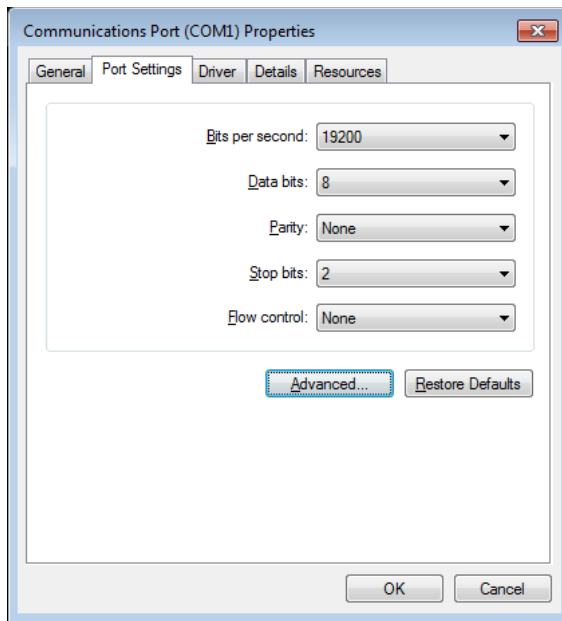 Communications Port (COM1) Properties
General Port Settings Driver Details Resources
Bits per second: 19200
Data bits: 8
Parity: None
Stop bits: 2
Flow control: None
Advanced... Restore Defaults
OK Cancel